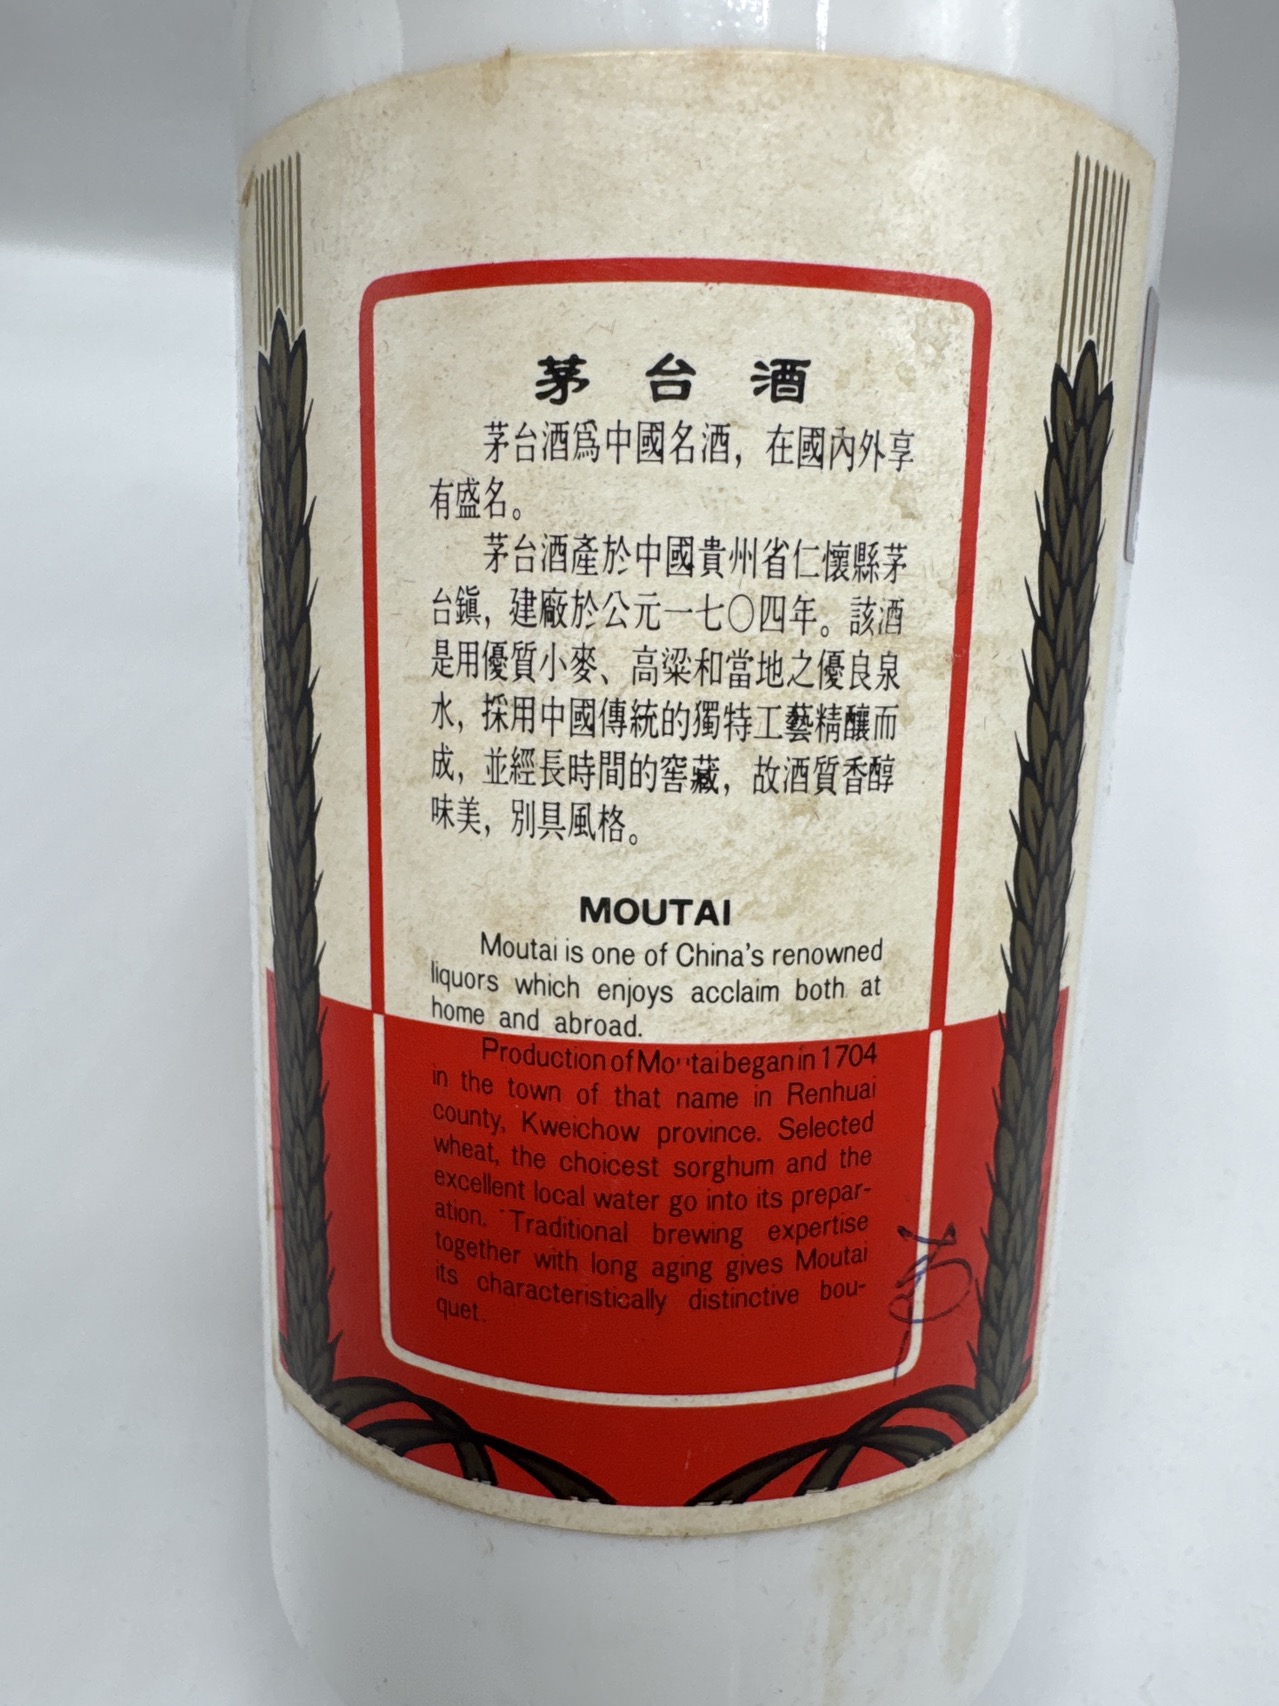 茅台酒
茅台酒爲中國名酒，在國內外享
有盛名。
茅台酒產於中國貴州省仁懷縣茅
台鎭，建廠於公元一七〇四年。該酒
是用優質小麥、高粱和當地之優良泉
水，採用中國傳統的獨特工藝精釀而
成，並經長時間的窖藏，故酒質香醇
味美，別具風格。
MOUTAI
Moutai is one of China's renowned
liquors which enjoys acclaim both at
home and abroad.
Production of Moutai began in 1704
in the town of that name in Renhuai
county, Kweichow province. Selected
wheat, the choicest sorghum and the
excellent local water go into its prepar-
ation. Traditional brewing expertise
together with long aging gives Moutai
its characteristically distinctive bou-
quet.